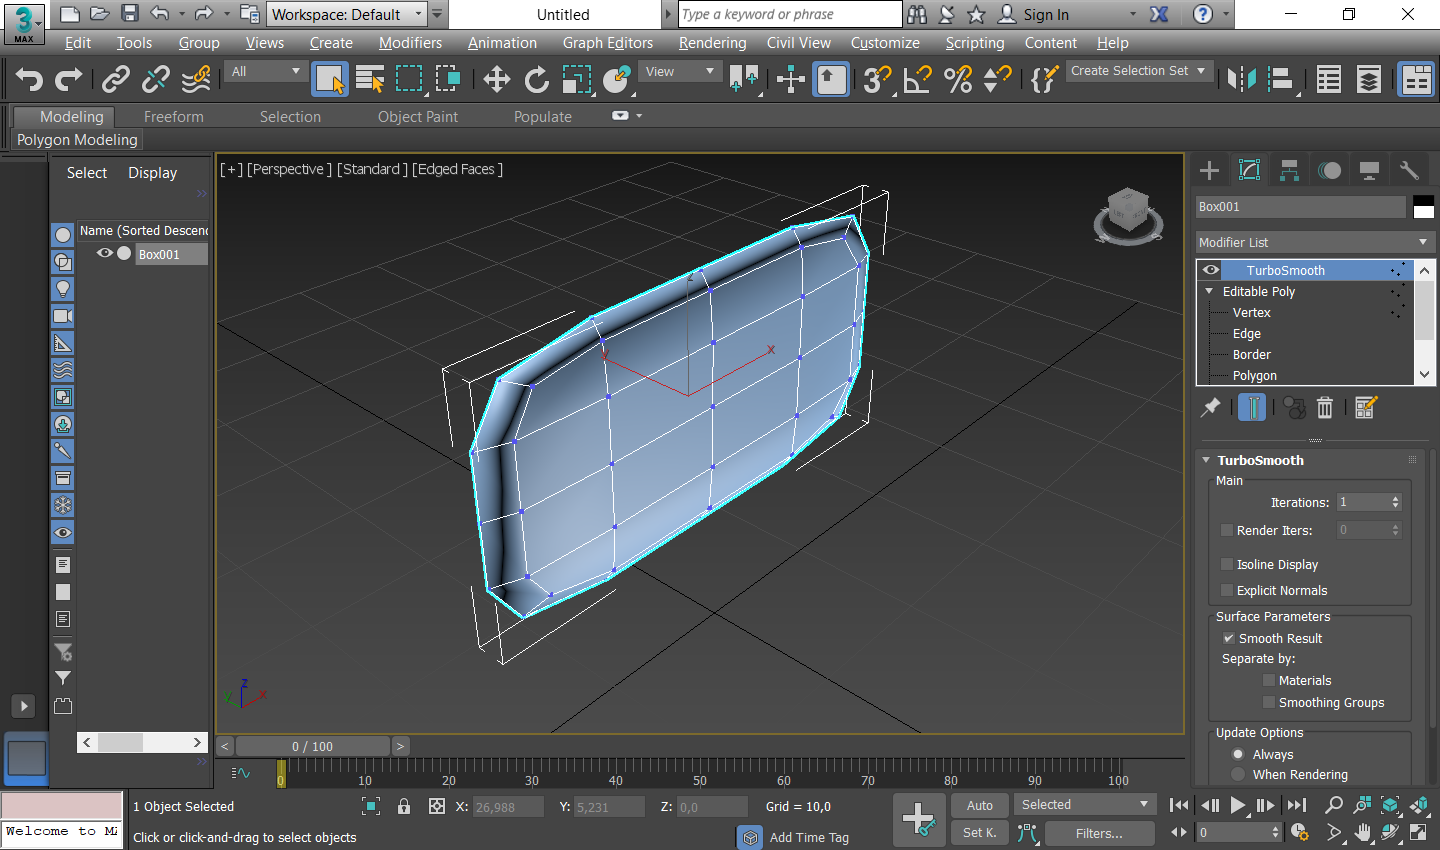 3
MAX
Workspace: Default
Untitled
Type a keyword or phrase
Sign In
Edit Tools Group Views Create Modifiers Animation Graph Editors Rendering Civil View Customize Scripting Content Help
All
View
3
Create Selection Set
Modeling Freeform Selection Object Paint Populate
Polygon Modeling
Select Display
Name (Sorted Descend
Box001
[+] [Perspective ] [Standard ] [Edged Faces ]
z
y
x
z
y
x
Box001
Modifier List
TurboSmooth
Editable Poly
Vertex
Edge
Border
Polygon
TurboSmooth
Main
Iterations: 1
Render Iters: 0
Isoline Display
Explicit Normals
Surface Parameters
Smooth Result
Separate by:
Materials
Smoothing Groups
Update Options
Always
When Rendering
< 0 / 100 >
0 10 20 30 40 50 60 70 80 90 100
1 Object Selected
X: 26,988 Y: 5,231 Z: 0,0 Grid = 10,0
Auto Selected
Welcome to MA
Click or click-and-drag to select objects
Add Time Tag
Set K. Filters...
0